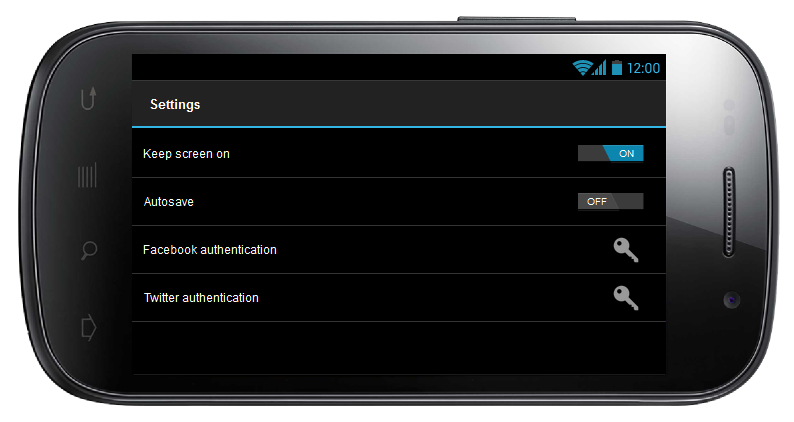 12:00
Settings
Keep screen on
ON
Autosave
OFF
Facebook authentication
Twitter authentication